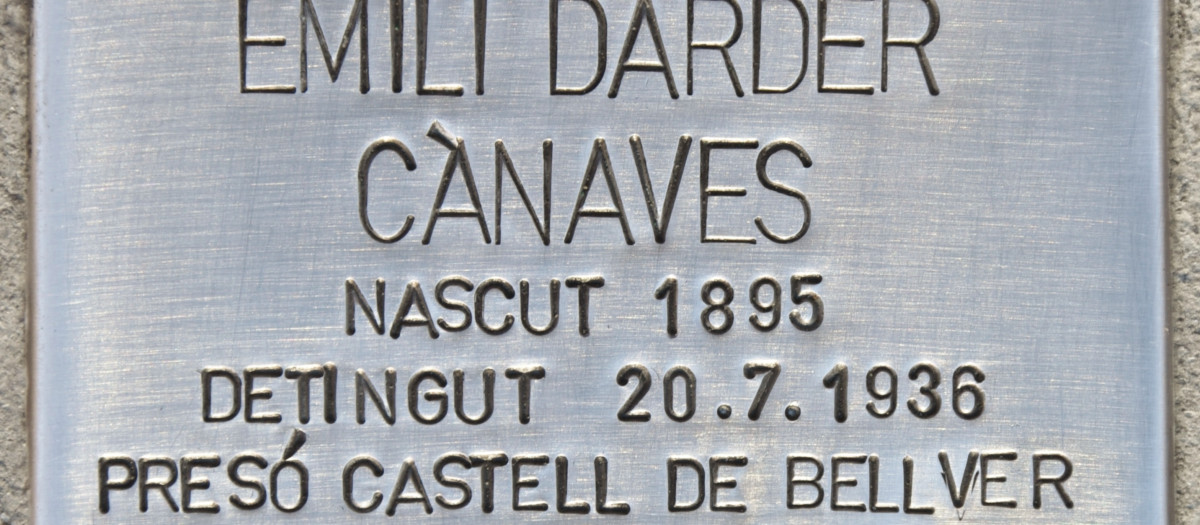 EMILI DARDER
CÀNAVES
NASCUT 1895
DETINGUT 20.7.1936
PRESÓ CASTELL DE BELLVER